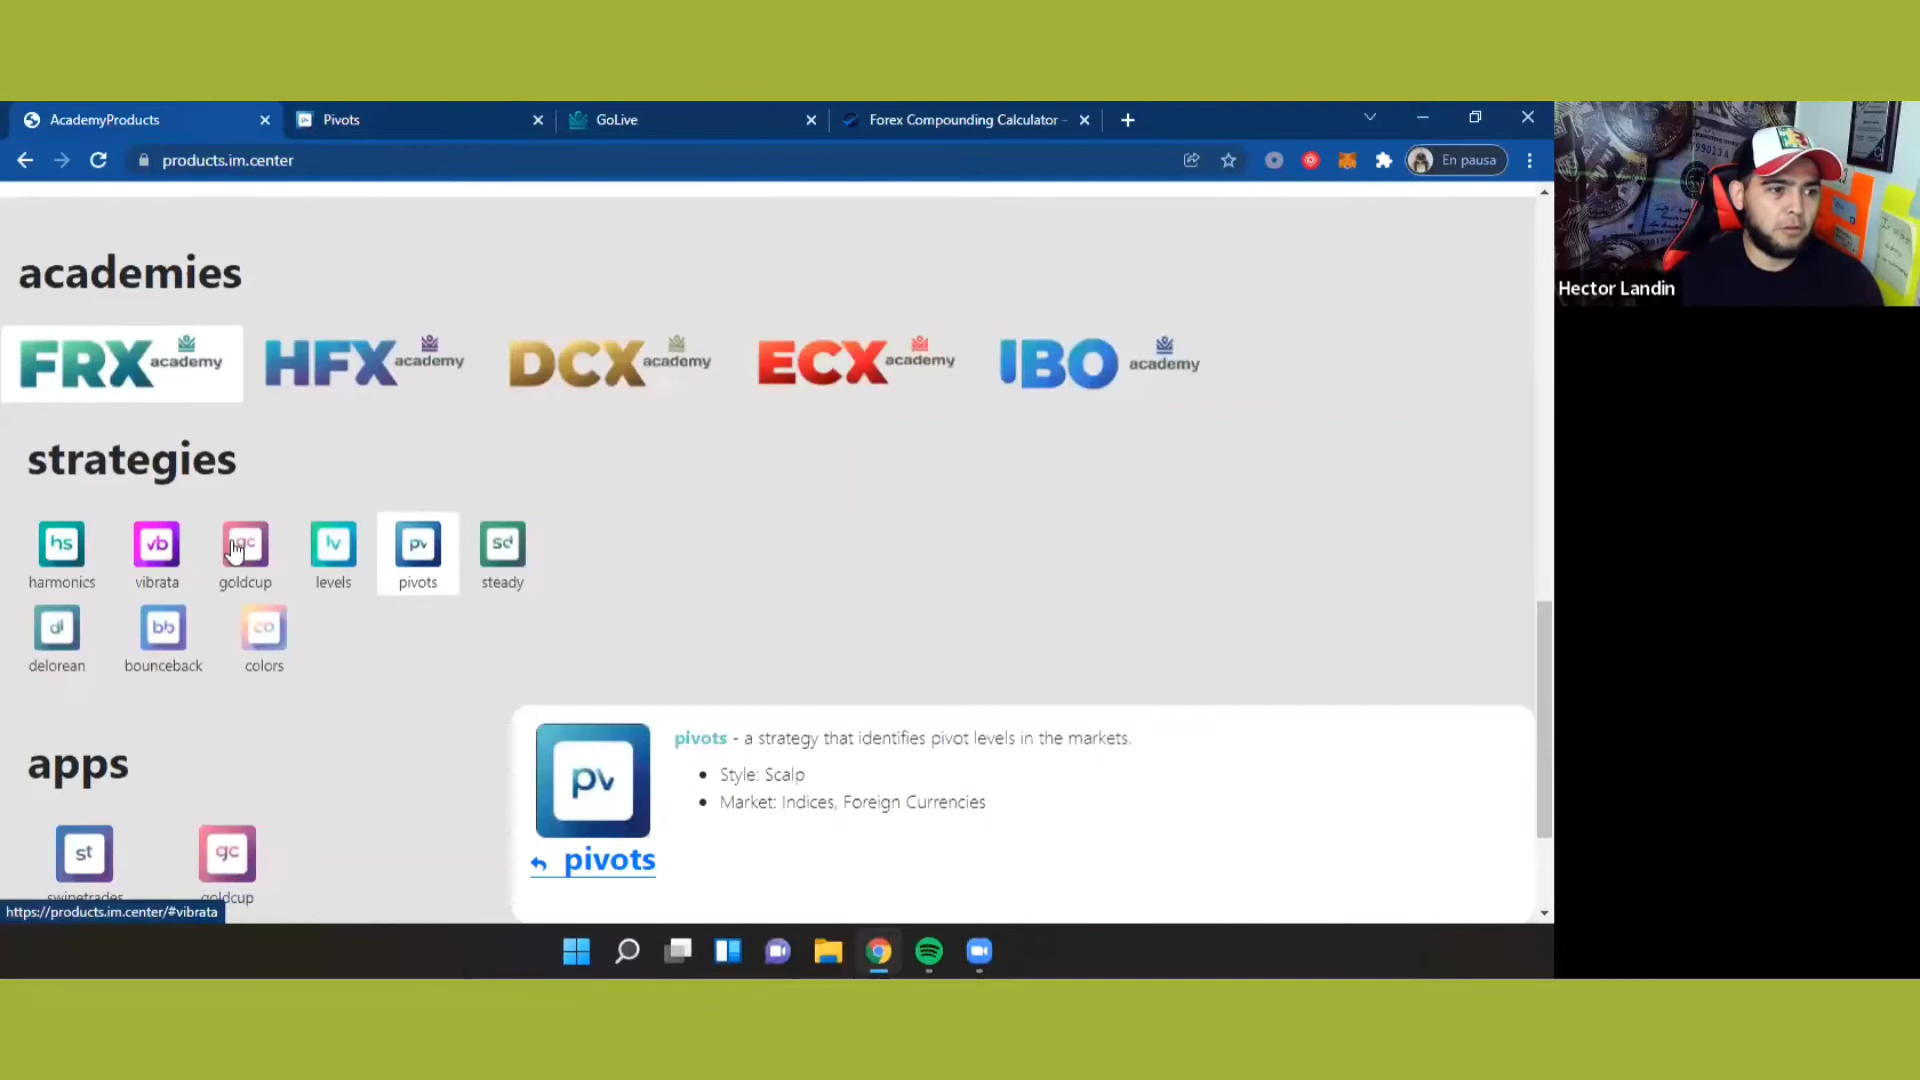 AcademyProducts
Pivots
GoLive
Forex Compounding Calculator -
products.im.center
En pausa
academies
FRX academy
HFX academy
DCX academy
ECX academy
IBO academy
strategies
hs
vb
gc
lv
pv
sd
harmonics
vibrata
goldcup
levels
pivots
steady
dl
bb
co
delorean
bounceback
colors
apps
st
gc
swipetrades
goldcup
https://products.im.center/#vibrata
pv
pivots
pivots - a strategy that identifies pivot levels in the markets.
• Style: Scalp
• Market: Indices, Foreign Currencies
Hector Landin